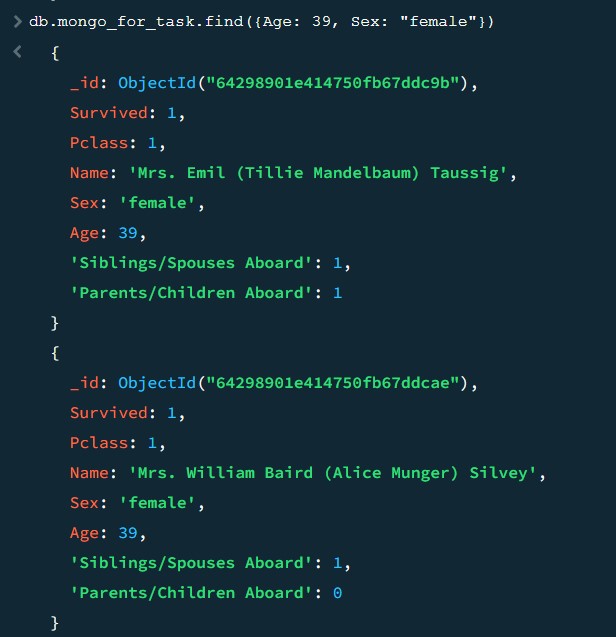 > db.mongo_for_task.find({Age: 39, Sex: "female"})
< {
_id: ObjectId("64298901e414750fb67ddc9b"),
Survived: 1,
Pclass: 1,
Name: 'Mrs. Emil (Tillie Mandelbaum) Taussig',
Sex: 'female',
Age: 39,
'Siblings/Spouses Aboard': 1,
'Parents/Children Aboard': 1
}
{
_id: ObjectId("64298901e414750fb67ddcae"),
Survived: 1,
Pclass: 1,
Name: 'Mrs. William Baird (Alice Munger) Silvey',
Sex: 'female',
Age: 39,
'Siblings/Spouses Aboard': 1,
'Parents/Children Aboard': 0
}